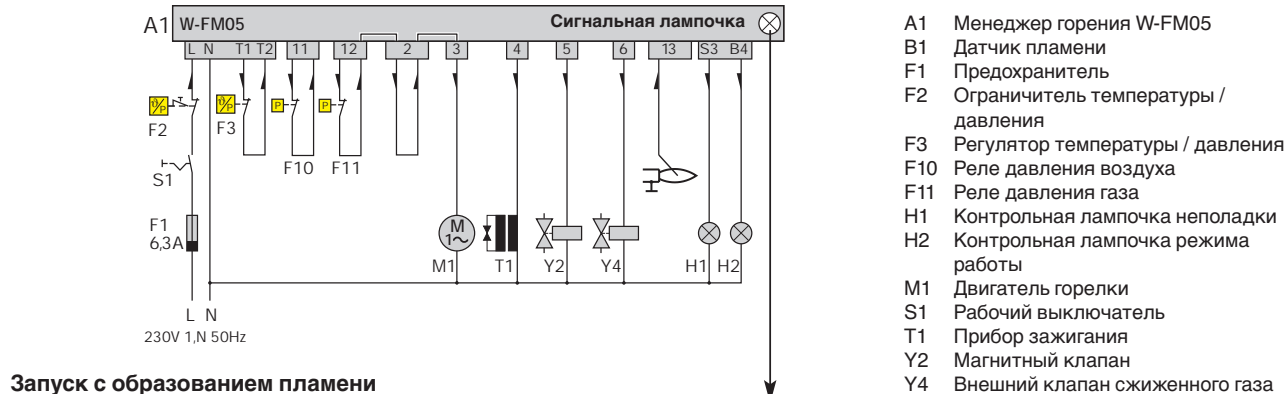 A1 W-FM05 Сигнальная лампочка
L N T1 T2 11 12 2 3 4 5 6 13 S3 B4
ϑ/P ϑ/P P P
F2 F3
F10 F11
S1
F1
6,3A
M
1~
M1 T1 Y2 Y4 H1 H2
L N
230V 1,N 50Hz
Запуск с образованием пламени
A1 Менеджер горения W-FM05
B1 Датчик пламени
F1 Предохранитель
F2 Ограничитель температуры /
давления
F3 Регулятор температуры / давления
F10 Реле давления воздуха
F11 Реле давления газа
H1 Контрольная лампочка неполадки
H2 Контрольная лампочка режима
работы
M1 Двигатель горелки
S1 Рабочий выключатель
T1 Прибор зажигания
Y2 Магнитный клапан
Y4 Внешний клапан сжиженного газа